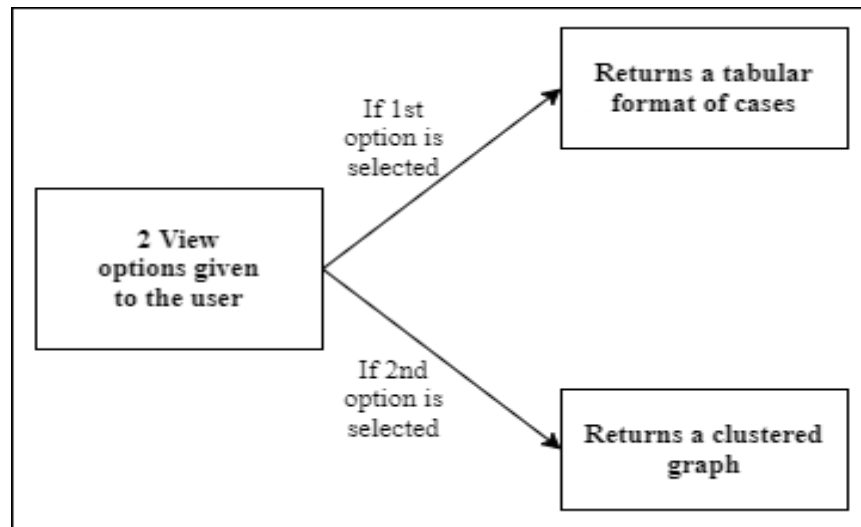 Returns a tabular
format of cases
If 1st
option is
selected
2 View
options given
to the user
If 2nd
option is
selected
Returns a clustered
graph